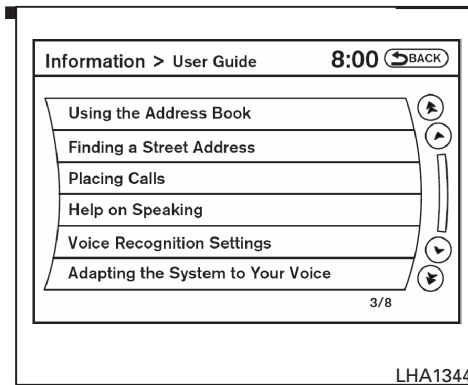 Information > User Guide 8:00 BACK
Using the Address Book
Finding a Street Address
Placing Calls
Help on Speaking
Voice Recognition Settings
Adapting the System to Your Voice
3/8
LHA1344